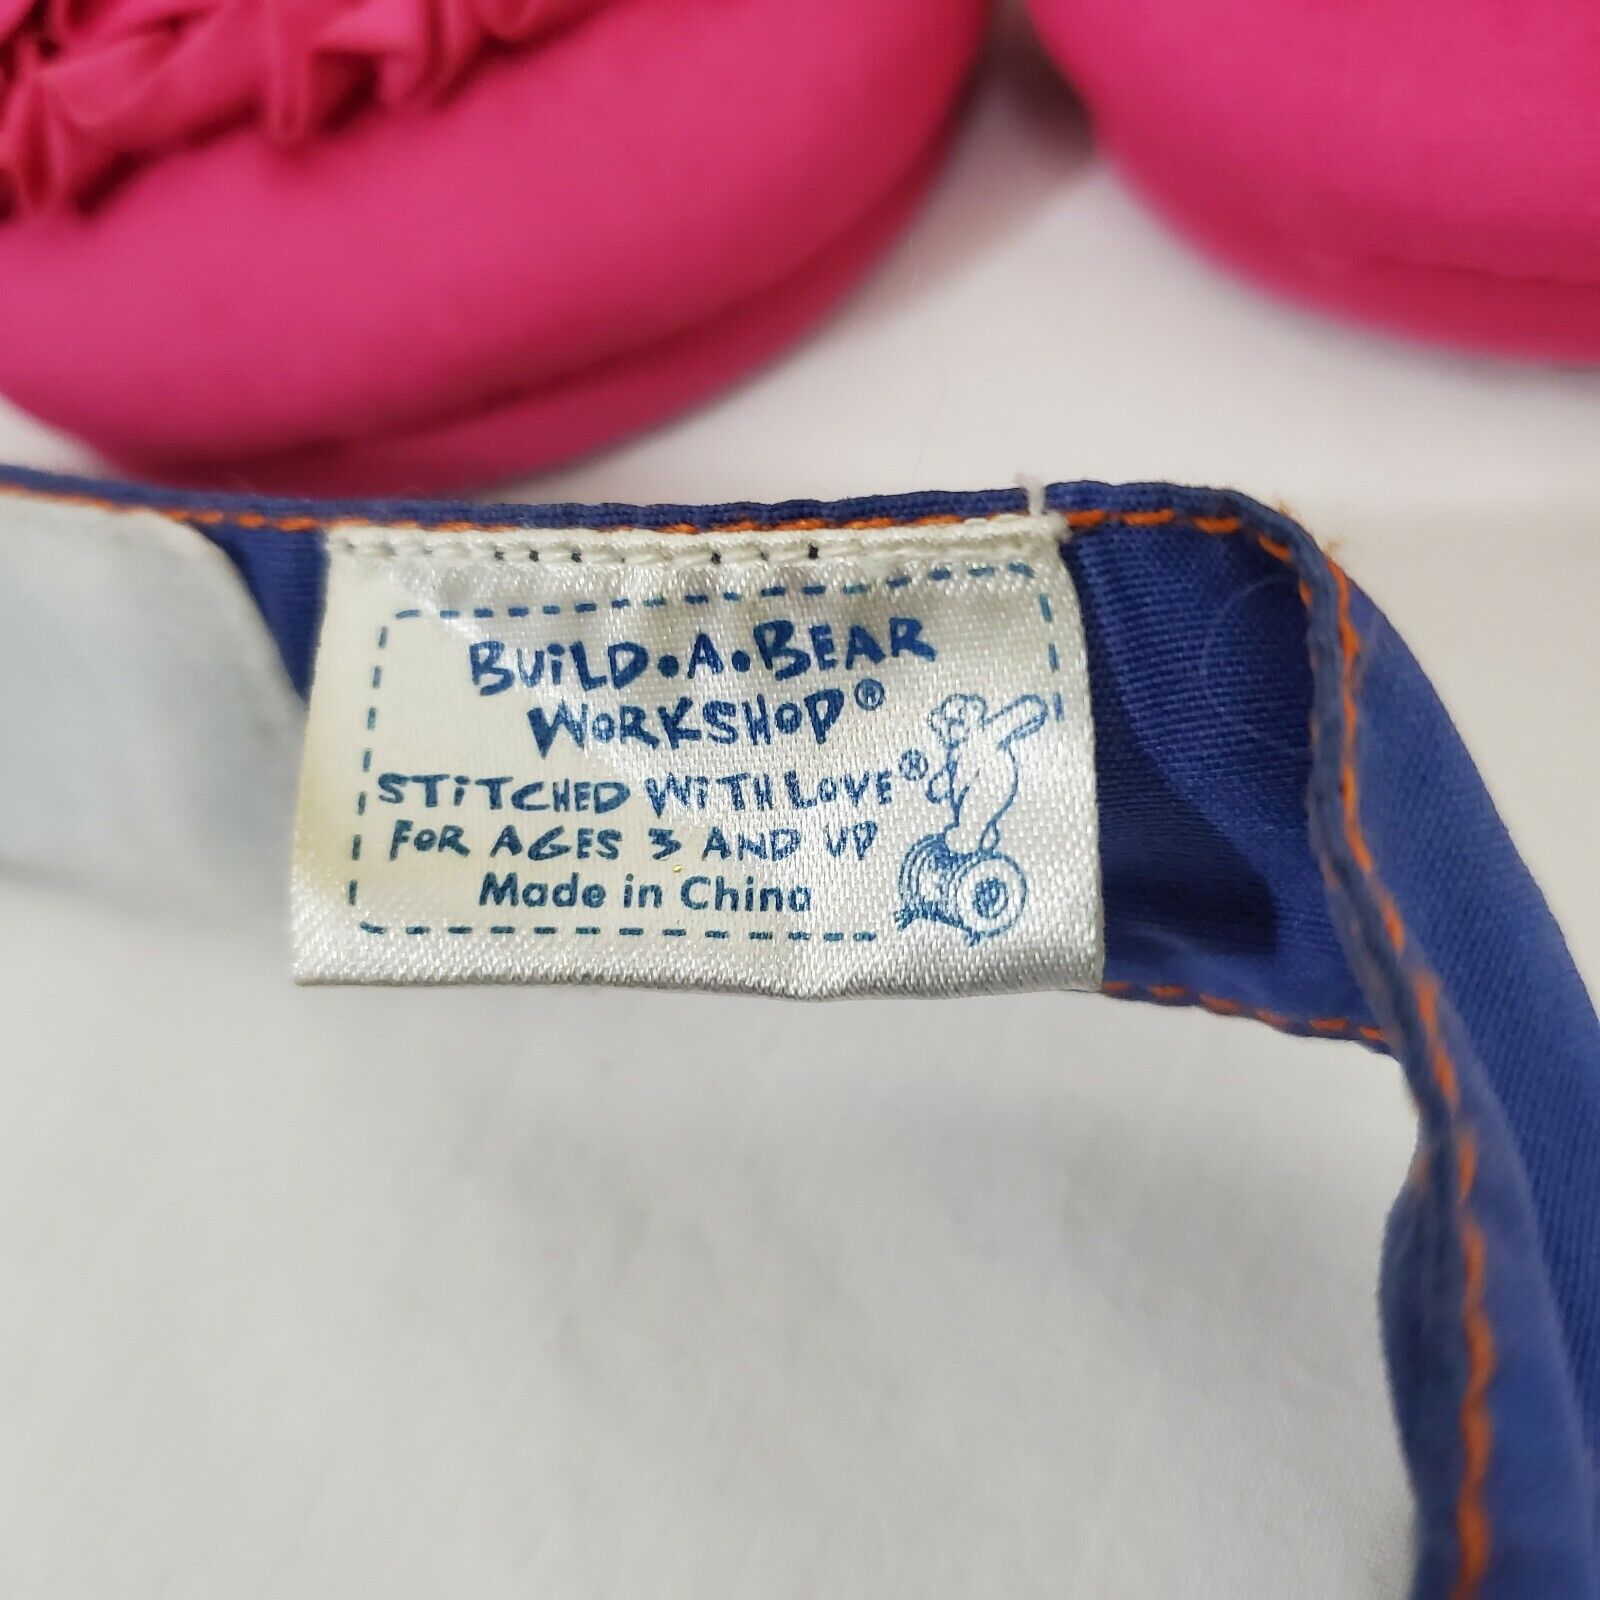 BUiLD•A•BEAR
WORKSHOP®
STiTCHED WiTH LOVE®
FOR AGES 3 AND UP
Made in China